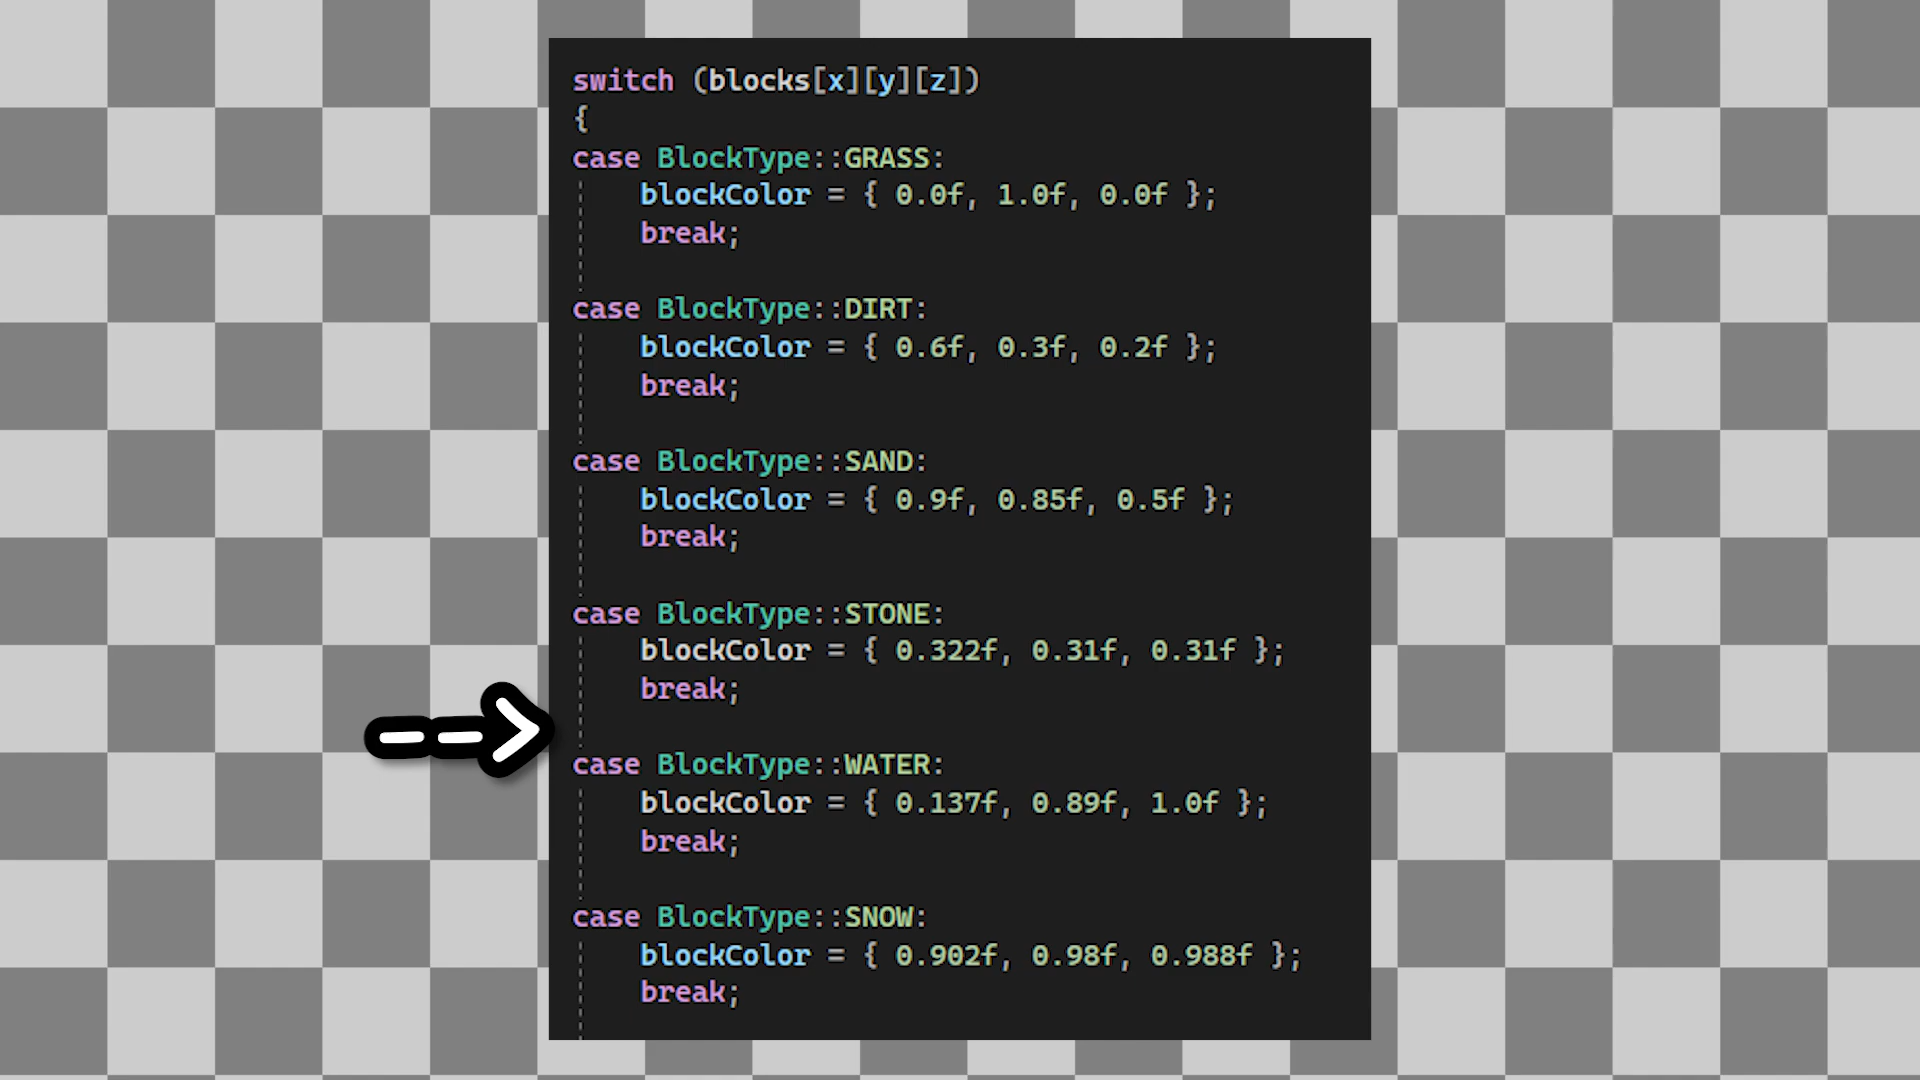 switch (blocks[x][y][z])
{
case BlockType::GRASS:
    blockColor = { 0.0f, 1.0f, 0.0f };
    break;
case BlockType::DIRT:
    blockColor = { 0.6f, 0.3f, 0.2f };
    break;
case BlockType::SAND:
    blockColor = { 0.9f, 0.85f, 0.5f };
    break;
case BlockType::STONE:
    blockColor = { 0.322f, 0.31f, 0.31f };
    break;
case BlockType::WATER:
    blockColor = { 0.137f, 0.89f, 1.0f };
    break;
case BlockType::SNOW:
    blockColor = { 0.902f, 0.98f, 0.988f };
    break;